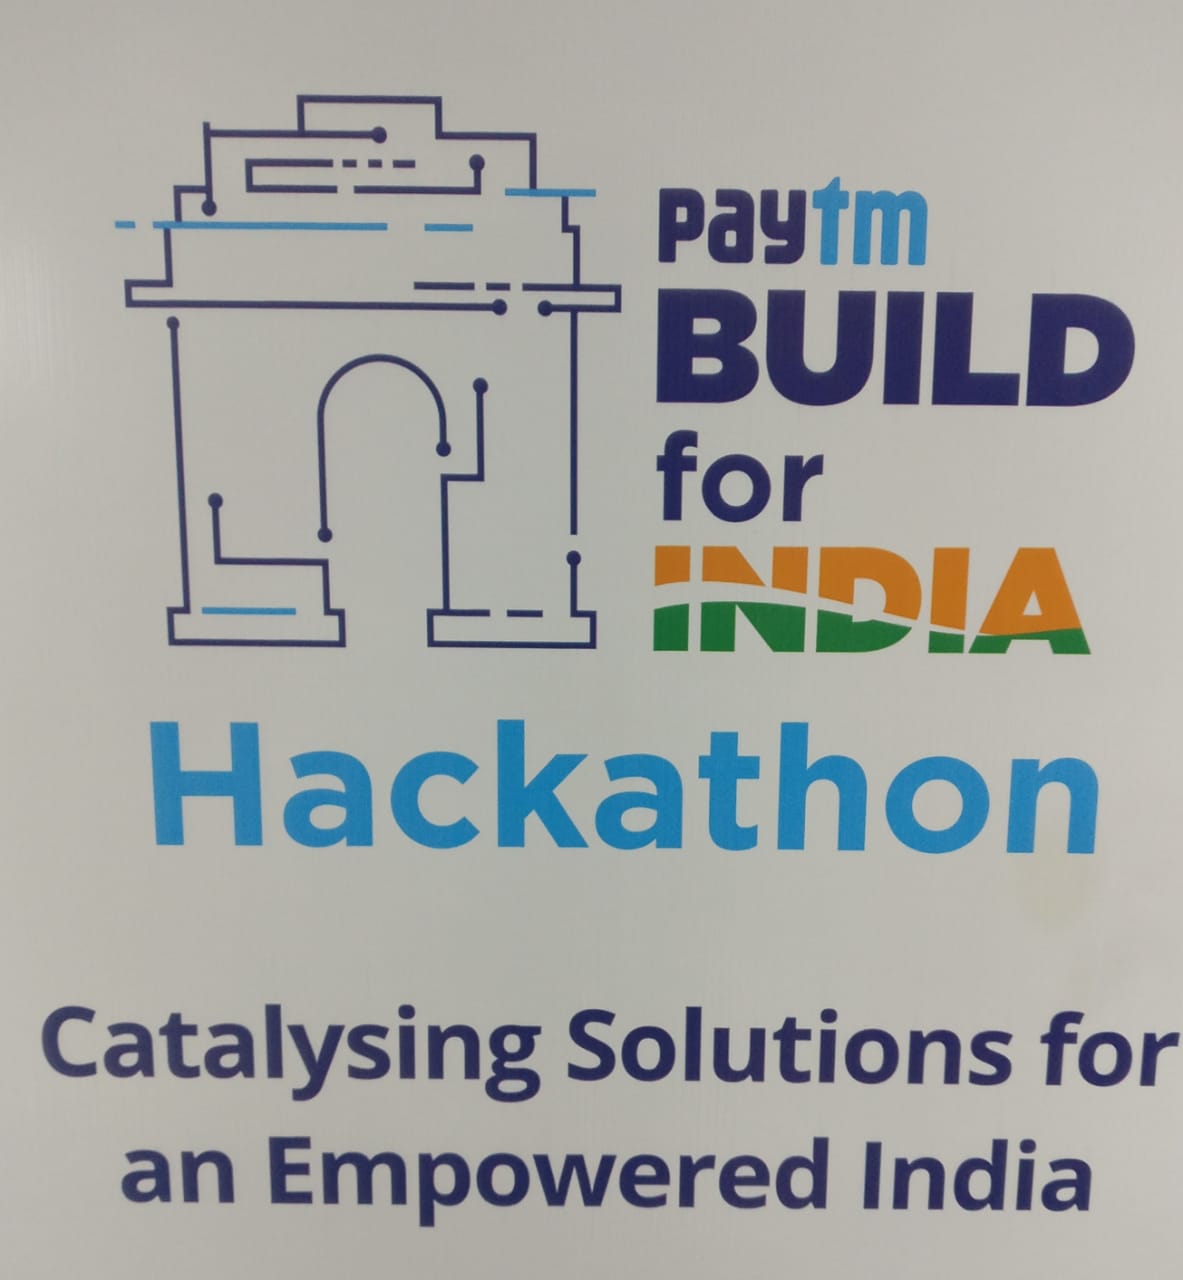 paytm
BUILD
for
INDIA
Hackathon
Catalysing Solutions for
an Empowered India